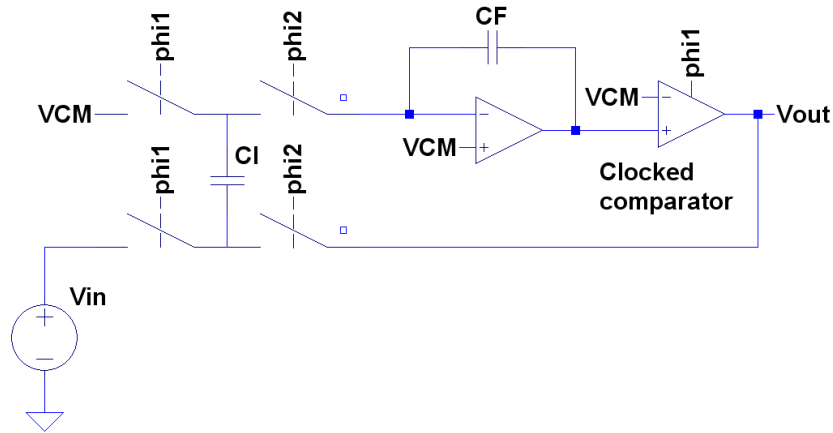 phi1
phi2
CF
phi1
VCM
VCM
VCM
Vout
CI
phi1
phi2
Clocked
comparator
Vin